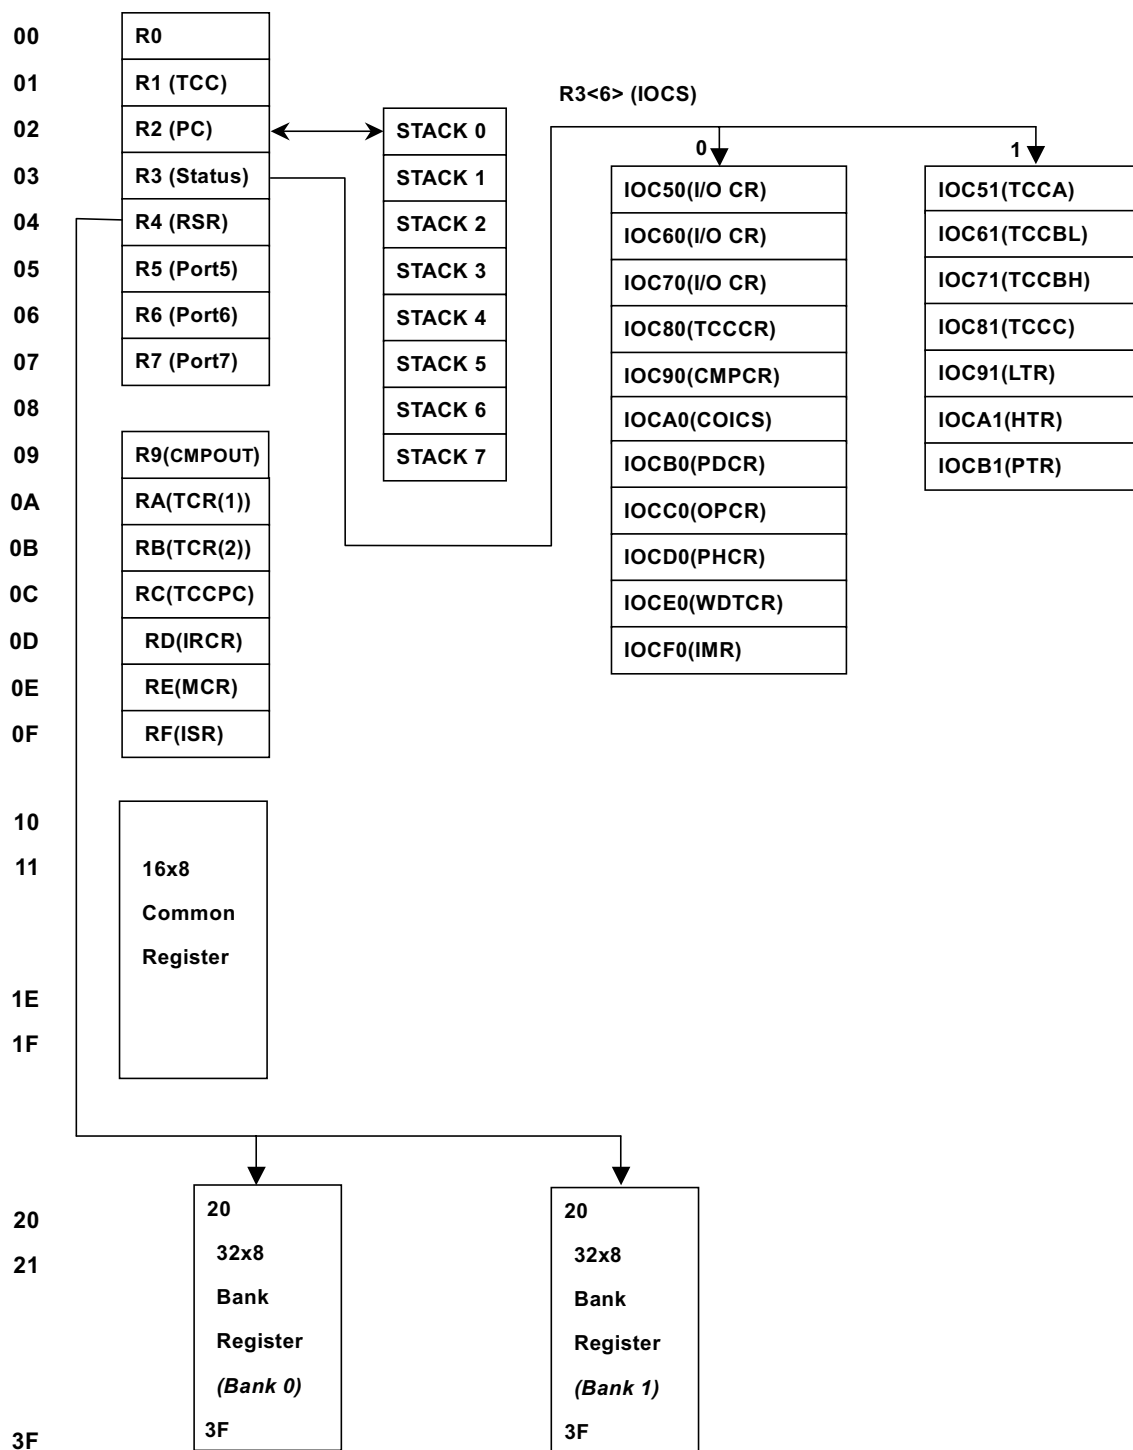 00
R0
01
R1 (TCC)
R3<6> (IOCS)
02
R2 (PC)
STACK 0
0
1
03
R3 (Status)
STACK 1
IOC50(I/O CR)
IOC51(TCCA)
04
R4 (RSR)
STACK 2
IOC60(I/O CR)
IOC61(TCCBL)
05
R5 (Port5)
STACK 3
IOC70(I/O CR)
IOC71(TCCBH)
06
R6 (Port6)
STACK 4
IOC80(TCCCR)
IOC81(TCCC)
07
R7 (Port7)
STACK 5
IOC90(CMPCR)
IOC91(LTR)
08
STACK 6
IOCA0(COICS)
IOCA1(HTR)
09
R9(CMPOUT)
STACK 7
IOCB0(PDCR)
IOCB1(PTR)
0A
RA(TCR(1))
IOCC0(OPCR)
0B
RB(TCR(2))
IOCD0(PHCR)
0C
RC(TCCPC)
IOCE0(WDTCR)
0D
RD(IRCR)
IOCF0(IMR)
0E
RE(MCR)
0F
RF(ISR)
10
11
16x8
Common
Register
1E
1F
20
21
3F
20
32x8
Bank
Register
(Bank 0)
3F
20
32x8
Bank
Register
(Bank 1)
3F